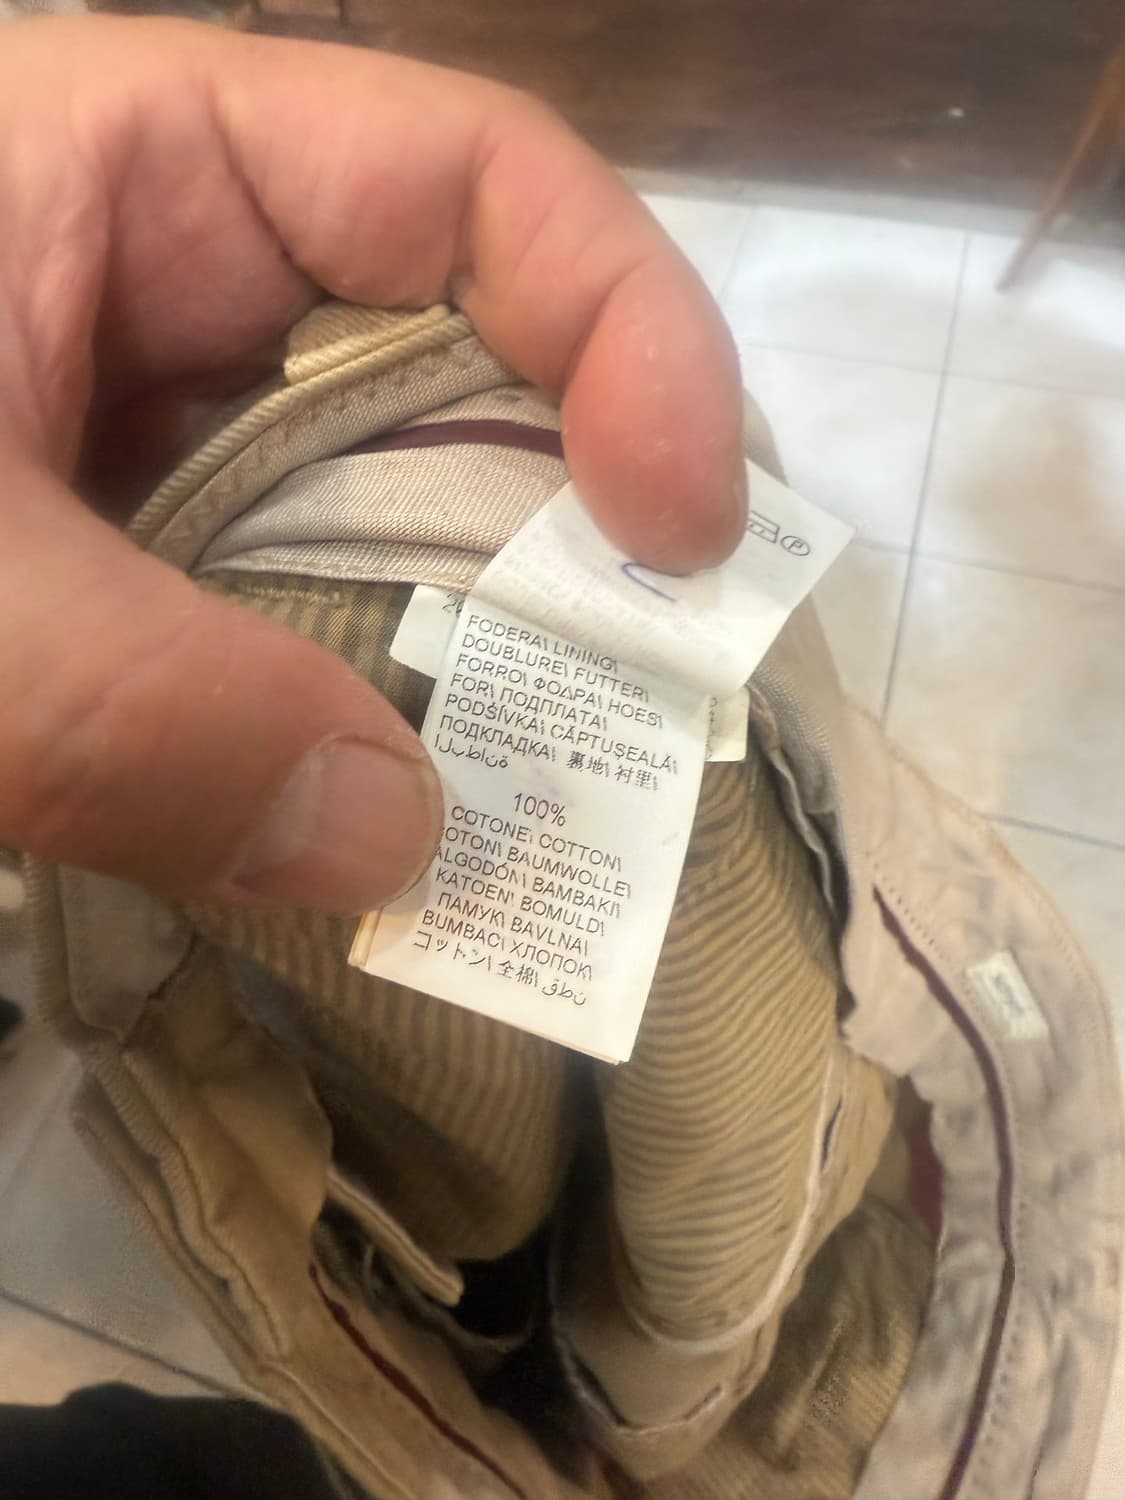 P
FODERA\ LINING\
DOUBLURE\ FUTTER\
FORRO\ ΦΟΔΡΑ\ HOES\
FOR\ ПОДПЛАТА\
PODŠÍVKA\ CĂPTUŞEALĂ\
ПОДКЛАДКА\ 裏地\ 衬里\
البطانة
100%
COTONE\ COTTON\
COTON\ BAUMWOLLE\
ALGODÓN\ BAMBAKI\
KATOEN\ BOMULD\
ПАМУК\ BAVLNA\
BUMBAC\ ХЛОПОК\
コットン\ 全棉\ قطن